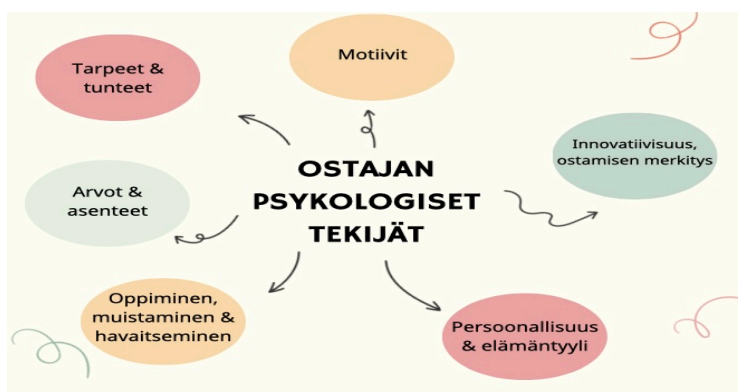 Tarpeet &
tunteet
Motiivit
Innovatiivisuus,
ostamisen merkitys
OSTAJAN
PSYKOLOGISET
TEKIJÄT
Arvot &
asenteet
Oppiminen,
muistaminen &
havaitseminen
Persoonallisuus
& elämäntyyli